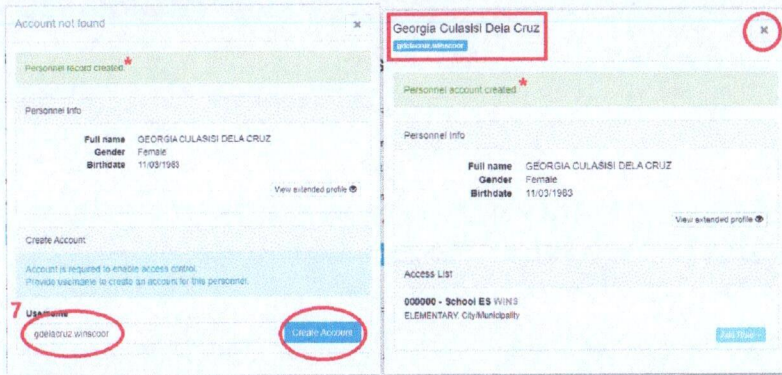 Account not found
×
Personnel record created. *
Personnel Info
Full name GEORGIA CULASISI DELA CRUZ
Gender Female
Birthdate 11/03/1983
View extended profile
Create Account
Account is required to enable access control.
Provide username to create an account for this personnel.
7 Username
gdelacruz.winscoor
Create Account
Georgia Culasisi Dela Cruz
×
gdelacruz.winscoor
Personnel account created. *
Personnel Info
Full name GEORGIA CULASISI DELA CRUZ
Gender Female
Birthdate 11/03/1983
View extended profile
Access List
000000 - School ES WINS
ELEMENTARY, City/Municipality
Add Role